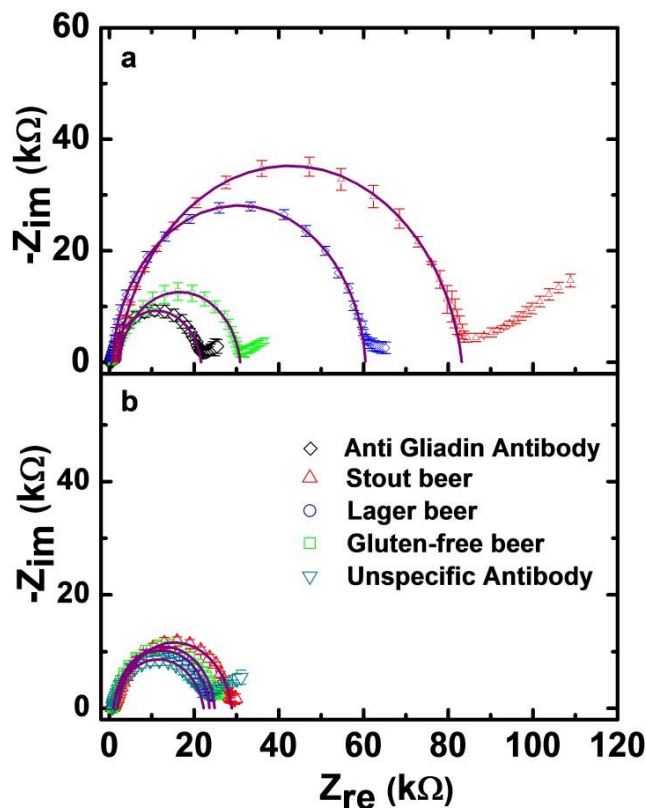 60
a
40
20
0
-Zim (kΩ)
b
40
20
0
-Zim (kΩ)
Anti Gliadin Antibody
Stout beer
Lager beer
Gluten-free beer
Unspecific Antibody
0 20 40 60 80 100 120
Zre (kΩ)